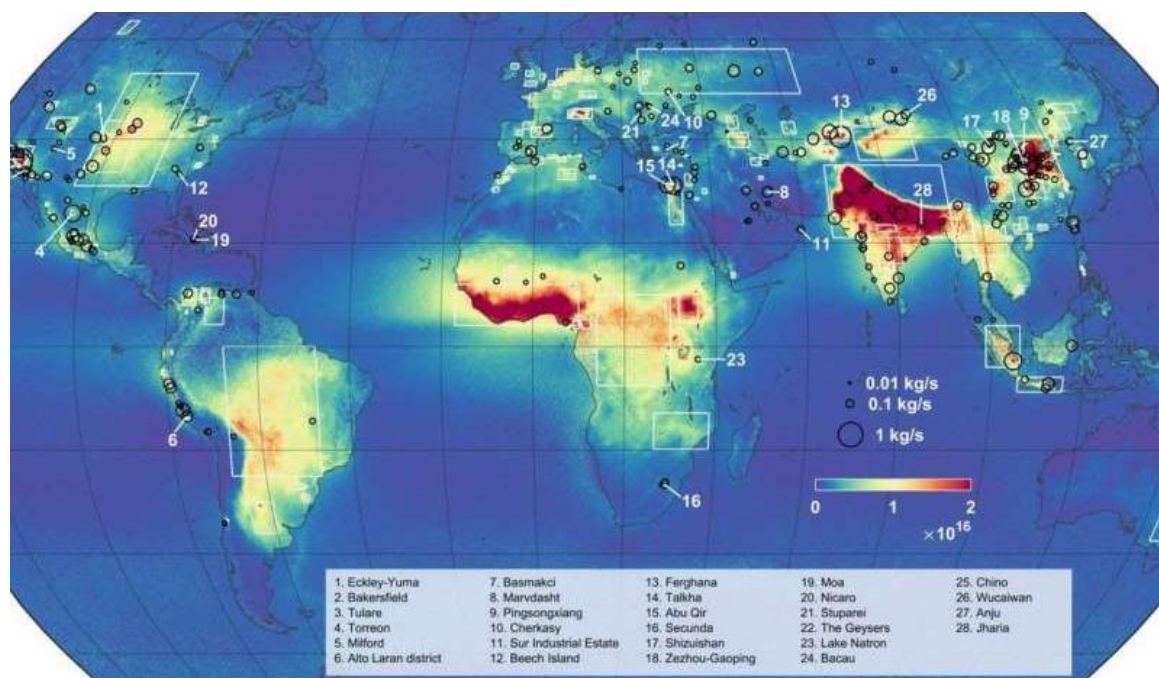 26
13
17
18
9
1
24
10
21
27
5
7
15
14
12
8
28
20
4
19
11
23
0.01 kg/s
0.1 kg/s
1 kg/s
6
16
0 1 2
×10^16
1. Eckley-Yuma
2. Bakersfield
3. Tulare
4. Torreon
5. Milford
6. Alto Laran district
7. Basmakci
8. Marvdasht
9. Pingsongxiang
10. Cherkasy
11. Sur Industrial Estate
12. Beech Island
13. Ferghana
14. Talkha
15. Abu Qir
16. Secunda
17. Shizuishan
18. Zezhou-Gaoping
19. Moa
20. Nicaro
21. Stuparei
22. The Geysers
23. Lake Natron
24. Bacau
25. Chino
26. Wucaiwan
27. Anju
28. Jharia